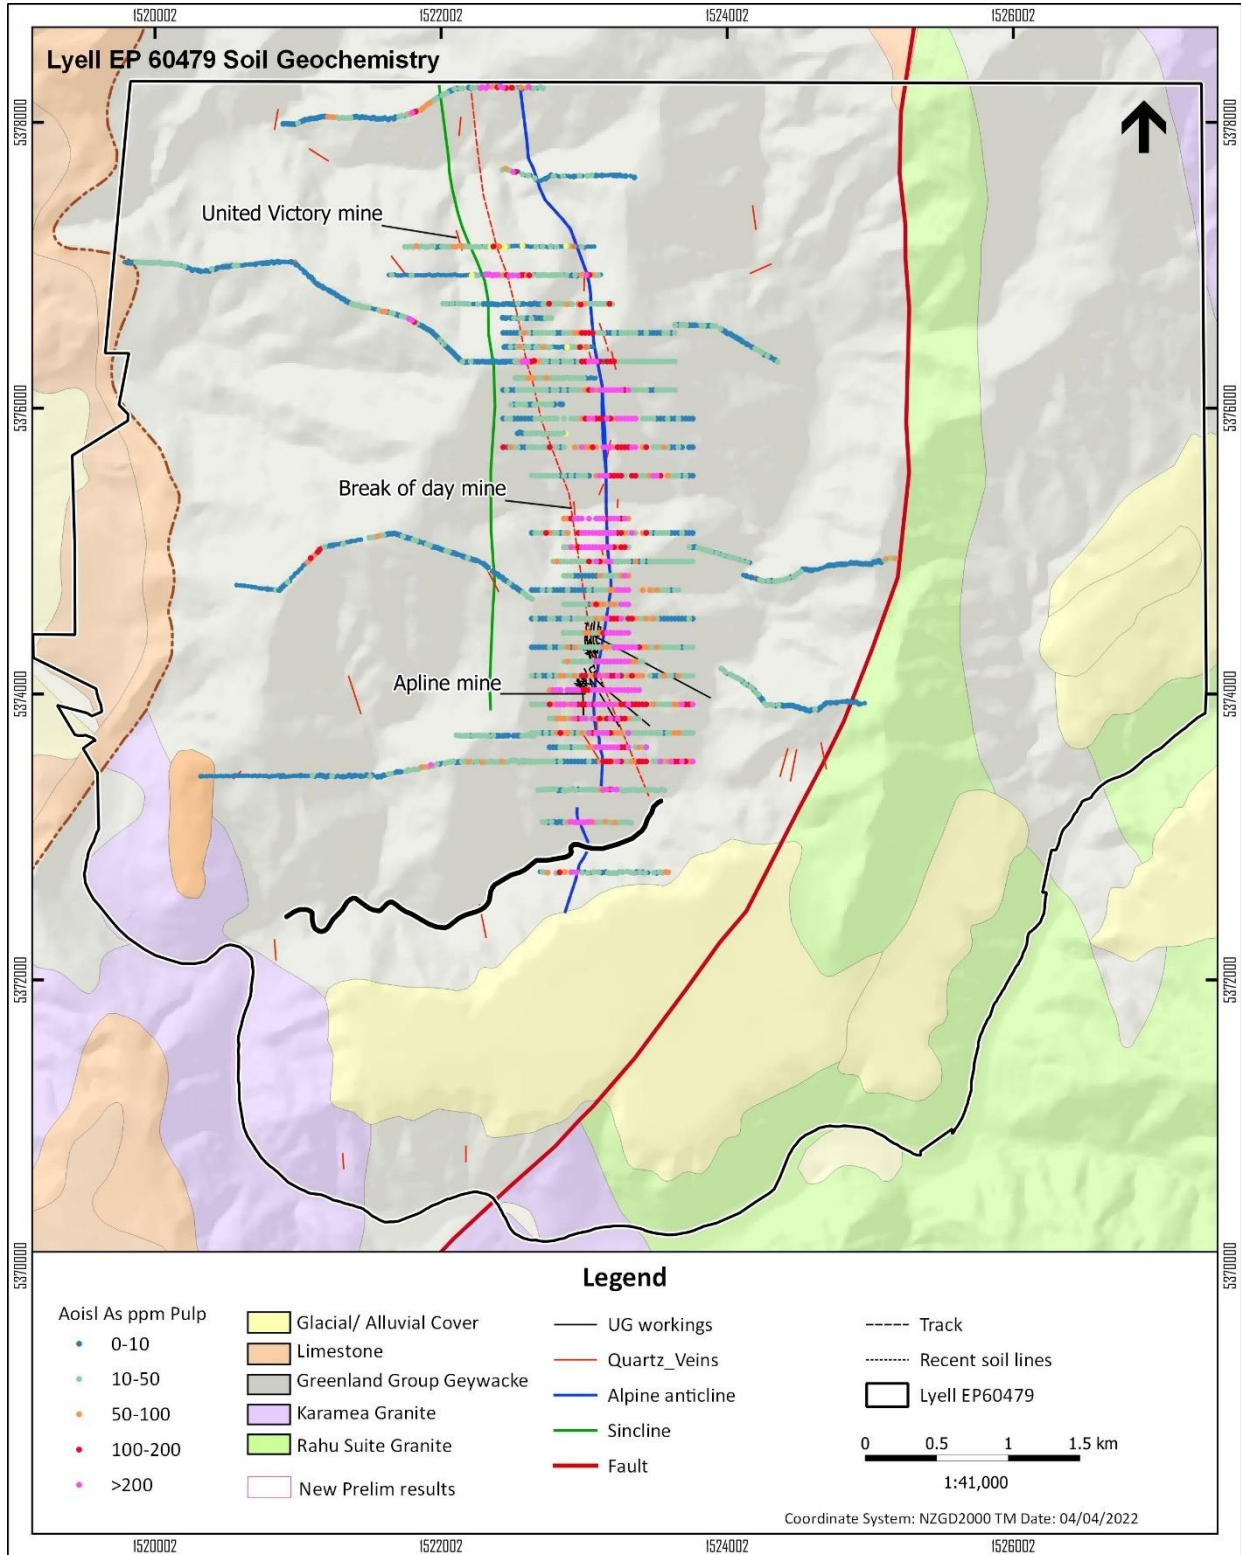 1520002
1522002
1524002
1526002
Lyell EP 60479 Soil Geochemistry
5378000
5378000
United Victory mine
5376000
5376000
Break of day mine
Apline mine
5374000
5374000
5372000
5372000
5370000
5370000
Legend
Aoisl As ppm Pulp
0-10
10-50
50-100
100-200
>200
Glacial/ Alluvial Cover
Limestone
Greenland Group Geywacke
Karamea Granite
Rahu Suite Granite
New Prelim results
UG workings
Quartz_Veins
Alpine anticline
Sincline
Fault
Track
Recent soil lines
Lyell EP60479
0 0.5 1 1.5 km
1:41,000
Coordinate System: NZGD2000 TM Date: 04/04/2022
1520002
1522002
1524002
1526002